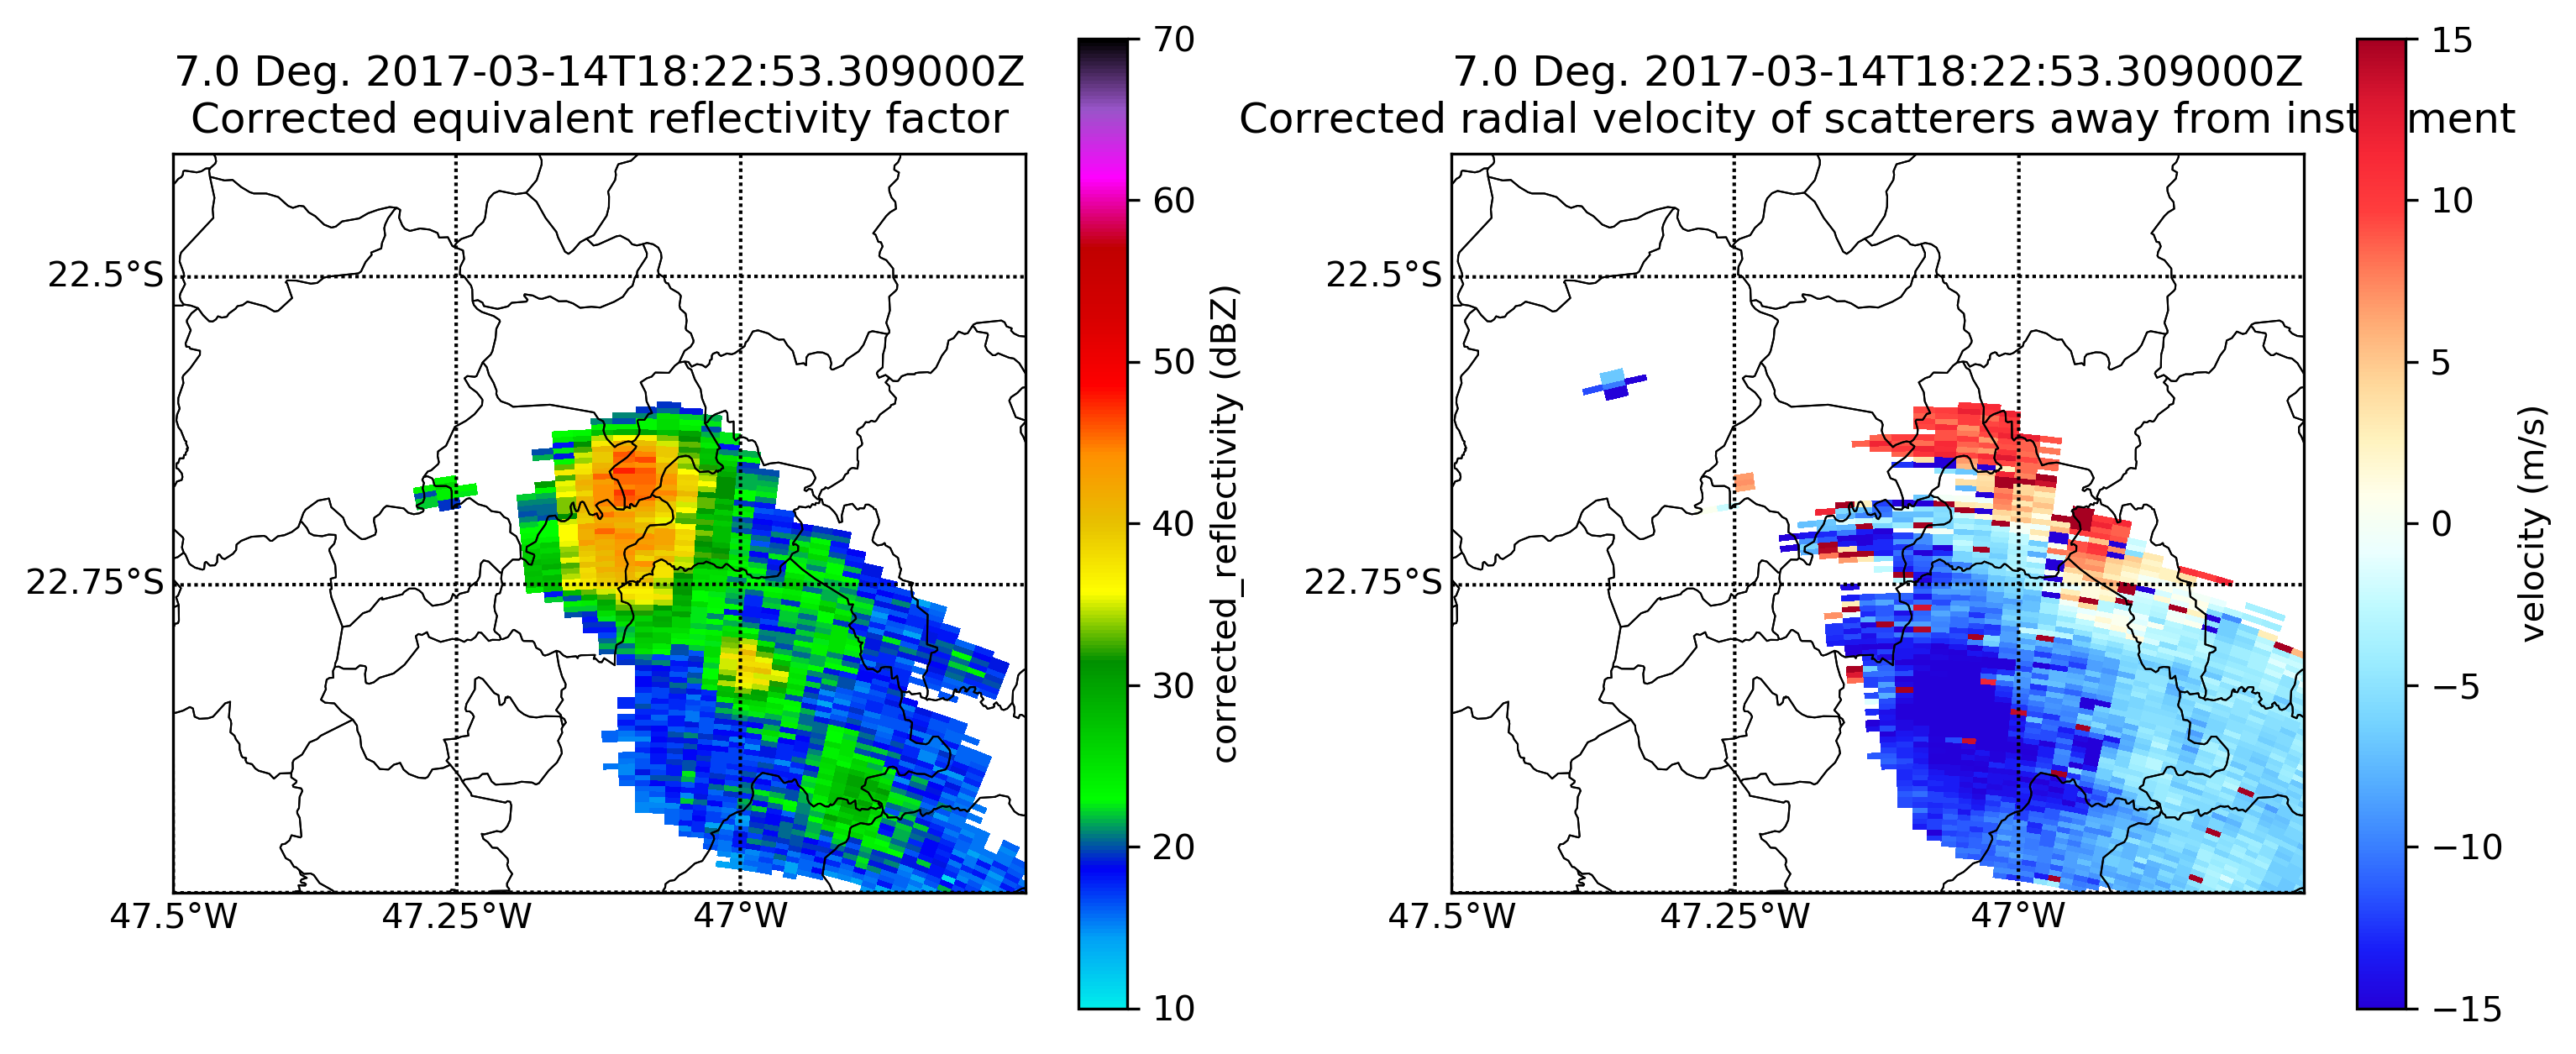 7.0 Deg. 2017-03-14T18:22:53.309000Z
Corrected equivalent reflectivity factor
22.5°S
22.75°S
47.5°W
47.25°W
47°W
70
60
50
40
30
20
10
corrected_reflectivity (dBZ)
7.0 Deg. 2017-03-14T18:22:53.309000Z
Corrected radial velocity of scatterers away from inst ment
22.5°S
22.75°S
47.5°W
47.25°W
47°W
15
10
5
0
−5
−10
−15
velocity (m/s)